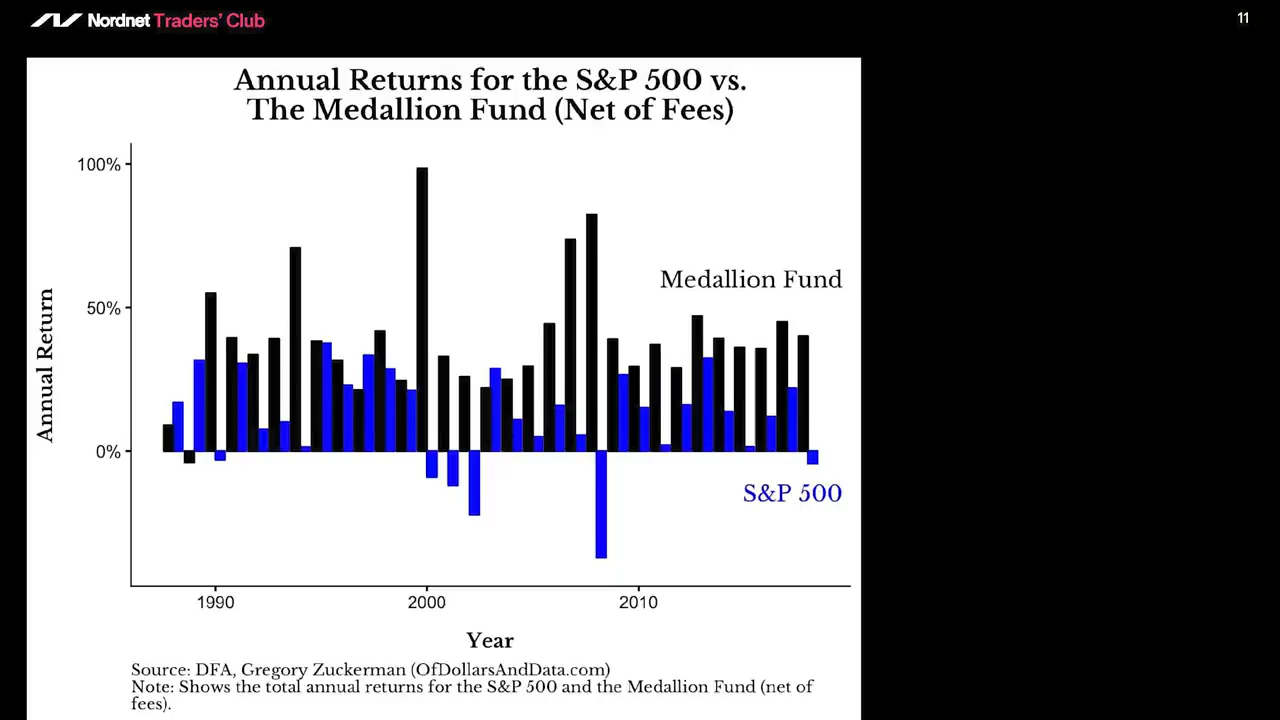 Nordnet Traders' Club
11
Annual Returns for the S&P 500 vs.
The Medallion Fund (Net of Fees)
100%
50%
0%
Annual Return
Medallion Fund
S&P 500
1990
2000
2010
Year
Source: DFA, Gregory Zuckerman (OfDollarsAndData.com)
Note: Shows the total annual returns for the S&P 500 and the Medallion Fund (net of
fees).